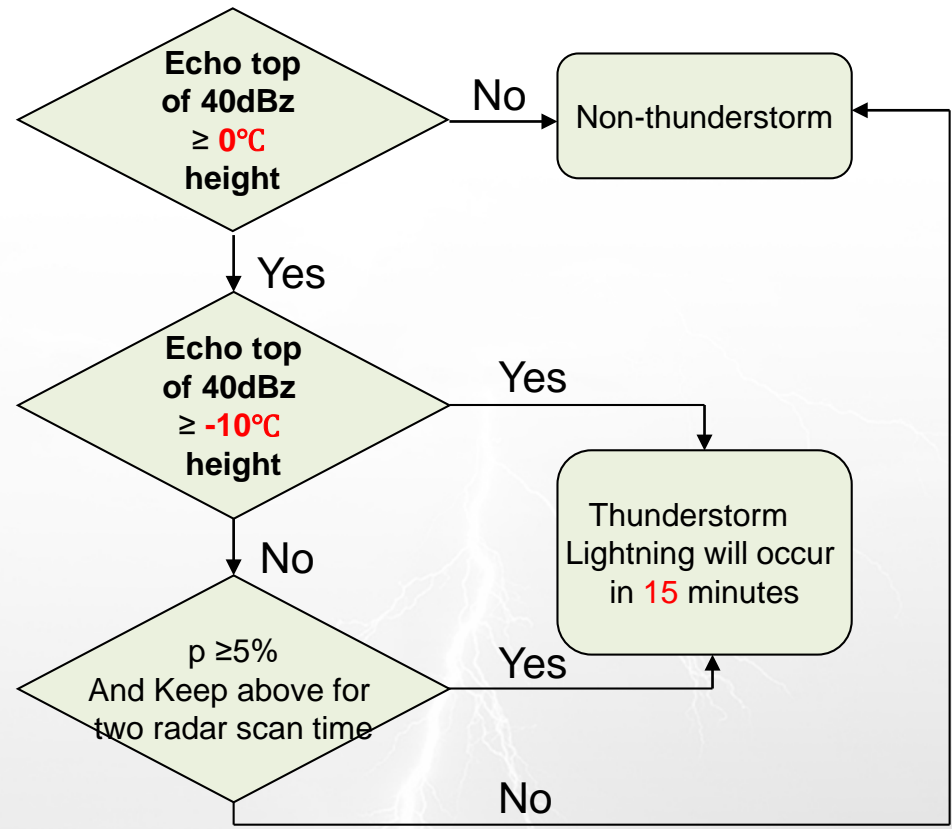 Echo top
of 40dBz
≥ 0℃
height
No
Non-thunderstorm
Yes
Echo top
of 40dBz
≥ -10℃
height
Yes
Thunderstorm
Lightning will occur
in 15 minutes
No
p ≥5%
And Keep above for
two radar scan time
Yes
No